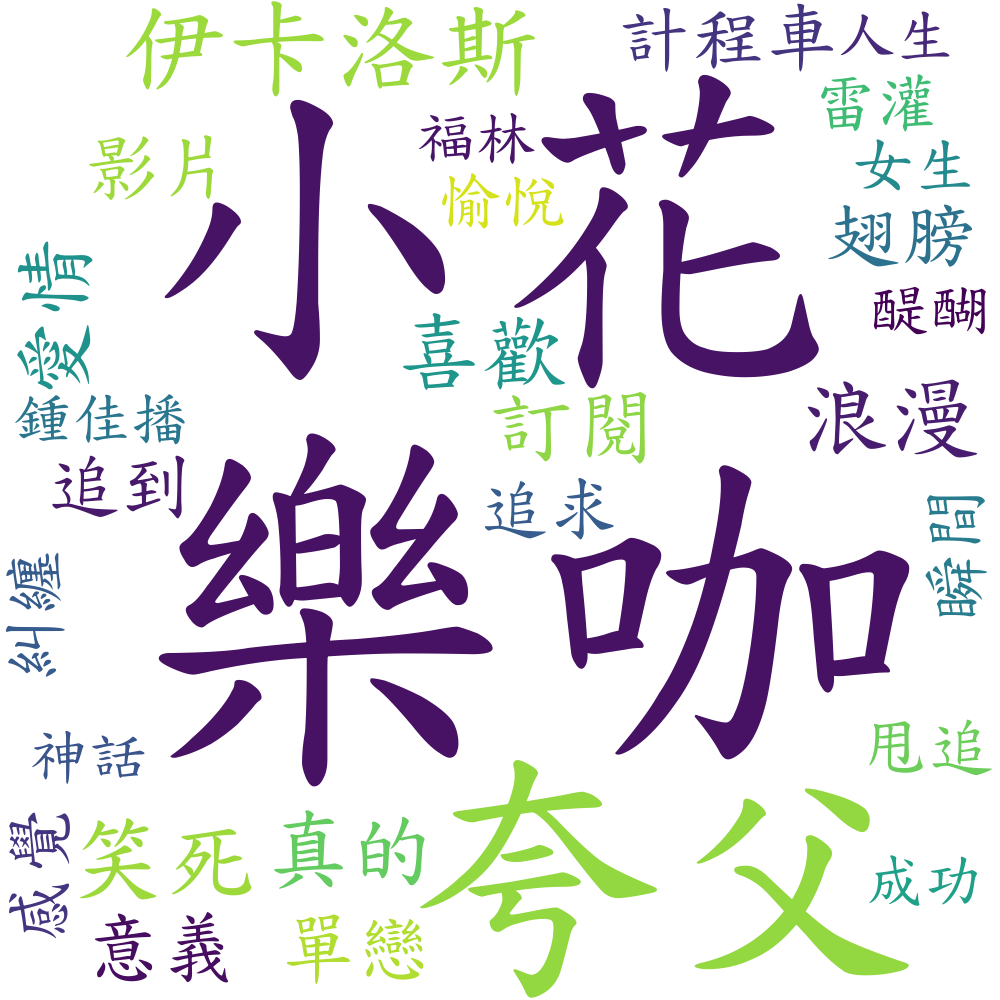 伊卡洛斯
計程車
人生
小花
福林
雷灌
影片
愉悅
女生
翅膀
愛情
喜歡
醍醐
鍾佳播
訂閱
浪漫
追到
樂咖
追求
瞬間
糾纏
神話
甩追
感覺
笑死
真的
夸父
成功
意義
單戀